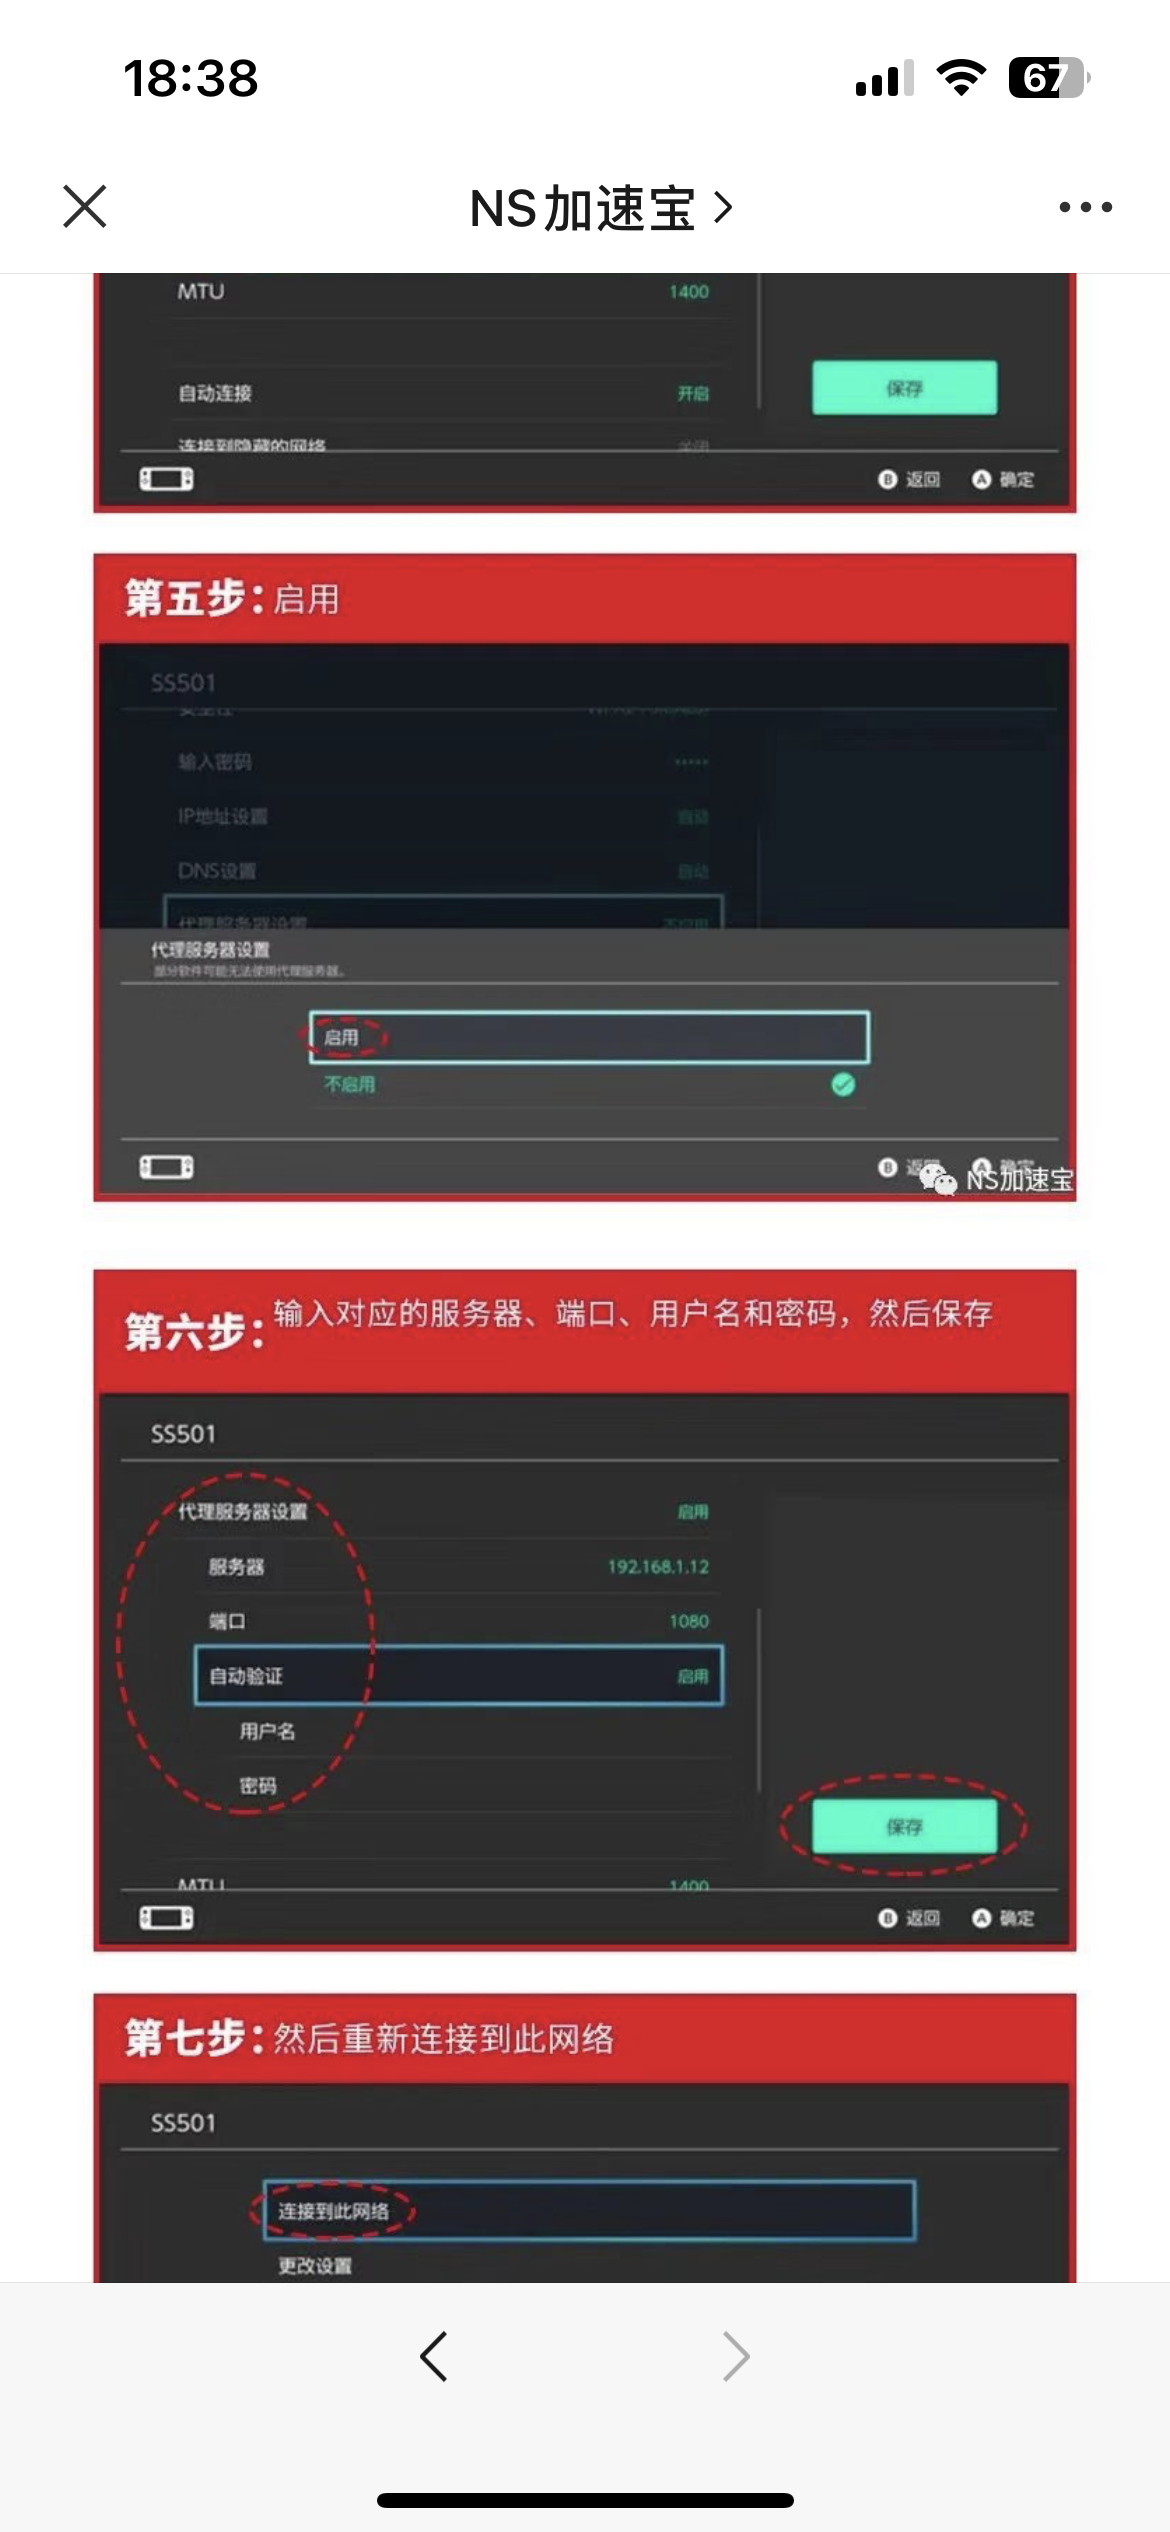 18:38
67
NS加速宝
MTU 1400
自动连接 开启
保存
连接到隐藏的网络 关闭
B 返回 A 确定
第五步：启用
SS501
安全性
输入密码 •••••
IP地址设置 自动
DNS设置 自动
代理服务器设置 不启用
代理服务器设置
部分软件可能无法使用代理服务器。
启用
不启用
B 返回 A 确定
NS加速宝
第六步：输入对应的服务器、端口、用户名和密码，然后保存
SS501
代理服务器设置 启用
服务器 192.168.1.12
端口 1080
自动验证 启用
用户名
密码
保存
MTU 1400
B 返回 A 确定
第七步：然后重新连接到此网络
SS501
连接到此网络
更改设置